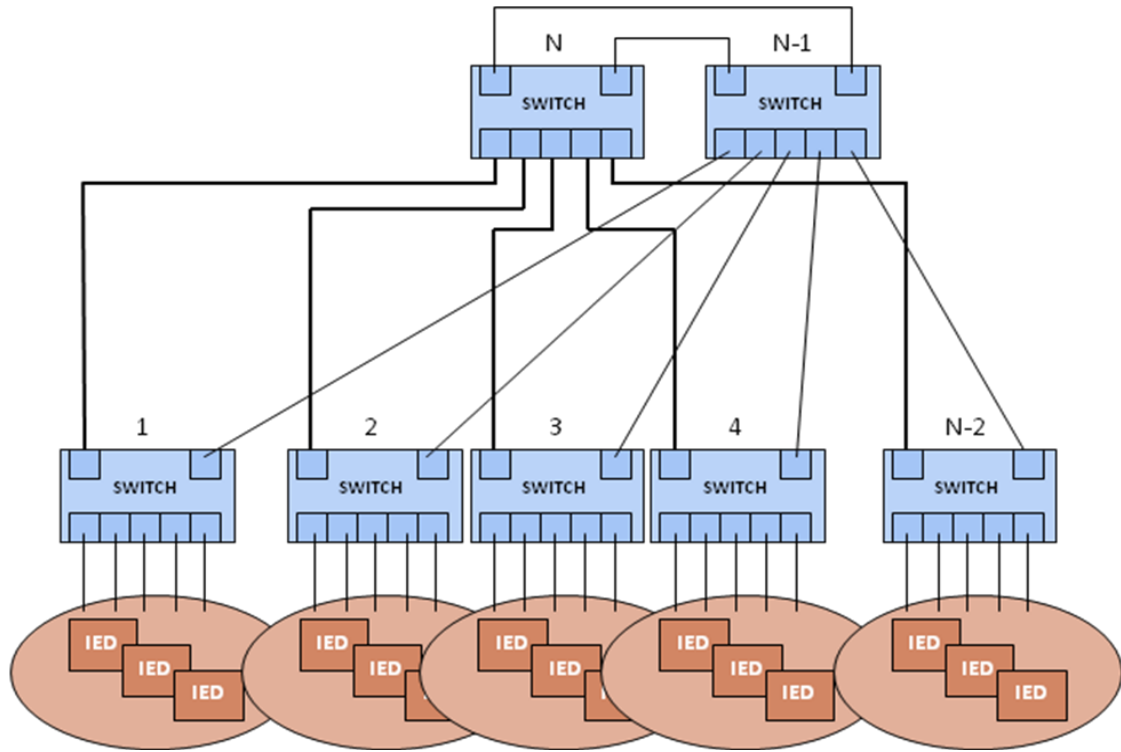 N N-1
SWITCH SWITCH
1 2 3 4 N-2
SWITCH SWITCH SWITCH SWITCH SWITCH
IED IED IED IED IED
IED IED IED IED IED
IED IED IED